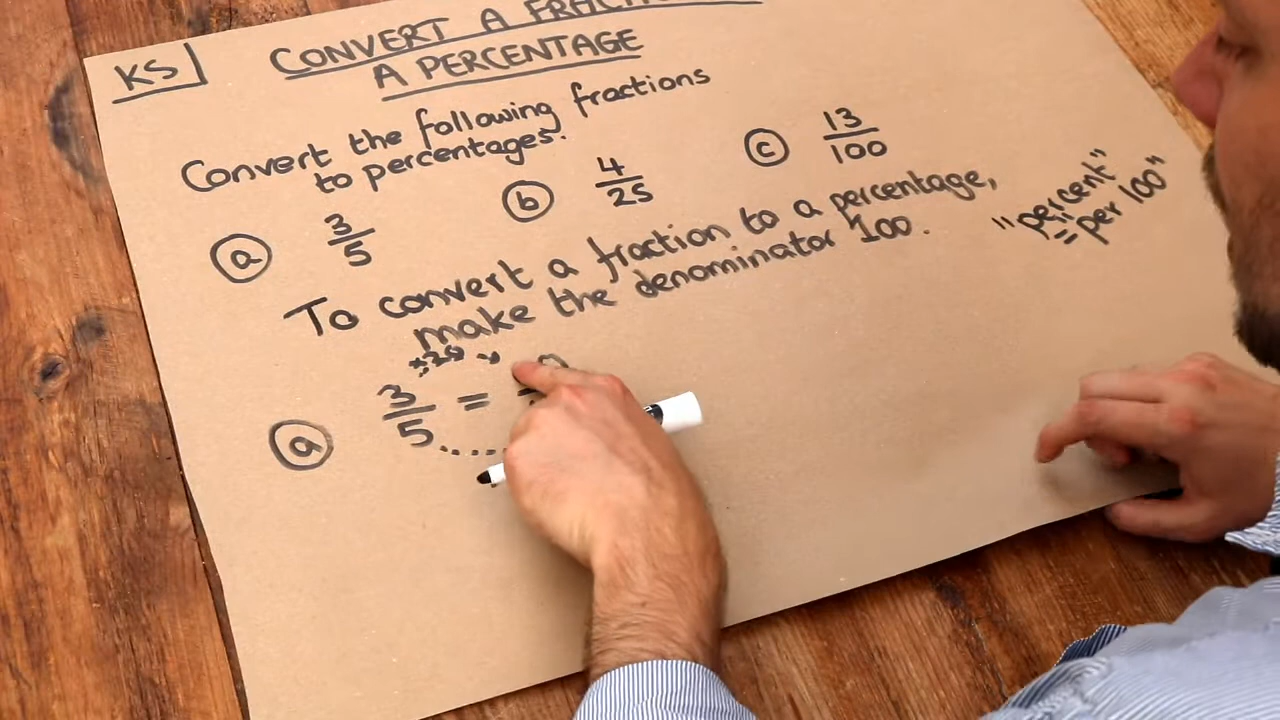 KS
CONVERT A
A PERCENTAGE
Convert the following fractions
to percentages.
a 3/5
b 4/25
c 13/100
To convert a fraction to a percentage,
make the denominator 100.
"percent"
= "per 100"
a 3/5 =